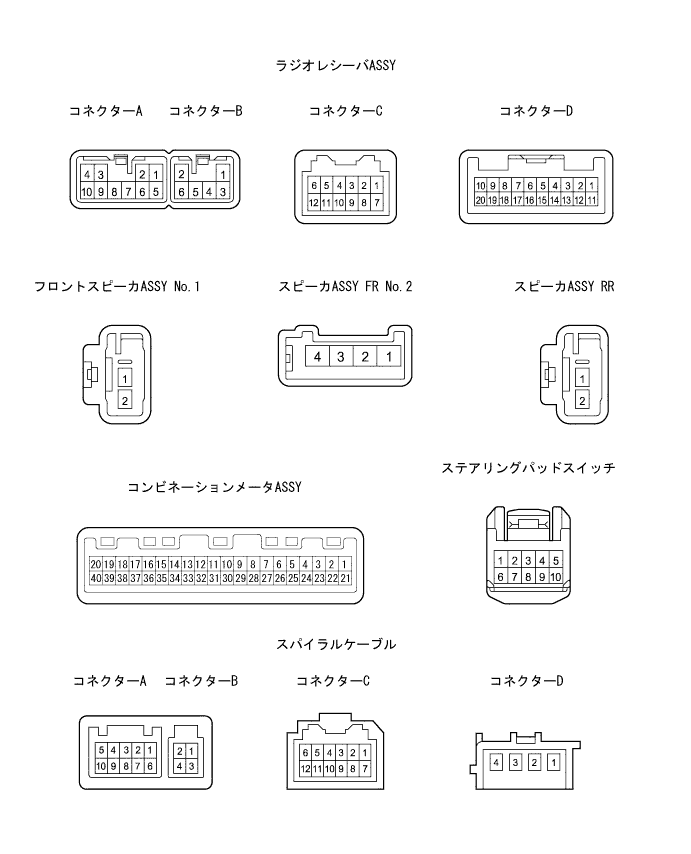 ラジオレシーバASSY
コネクターA コネクターB コネクターC コネクターD
4 3 2 1 2 1
10 9 8 7 6 5 6 5 4 3
6 5 4 3 2 1
12 11 10 9 8 7
10 9 8 7 6 5 4 3 2 1
20 19 18 17 16 15 14 13 12 11
フロントスピーカASSY No.1 スピーカASSY FR No.2 スピーカASSY RR
1
2
4 3 2 1
1
2
コンビネーションメータASSY
ステアリングパッドスイッチ
20 19 18 17 16 15 14 13 12 11 10 9 8 7 6 5 4 3 2 1
40 39 38 37 36 35 34 33 32 31 30 29 28 27 26 25 24 23 22 21
1 2 3 4 5
6 7 8 9 10
スパイラルケーブル
コネクターA コネクターB コネクターC コネクターD
5 4 3 2 1 2 1
10 9 8 7 6 4 3
6 5 4 3 2 1
12 11 10 9 8 7
4 3 2 1